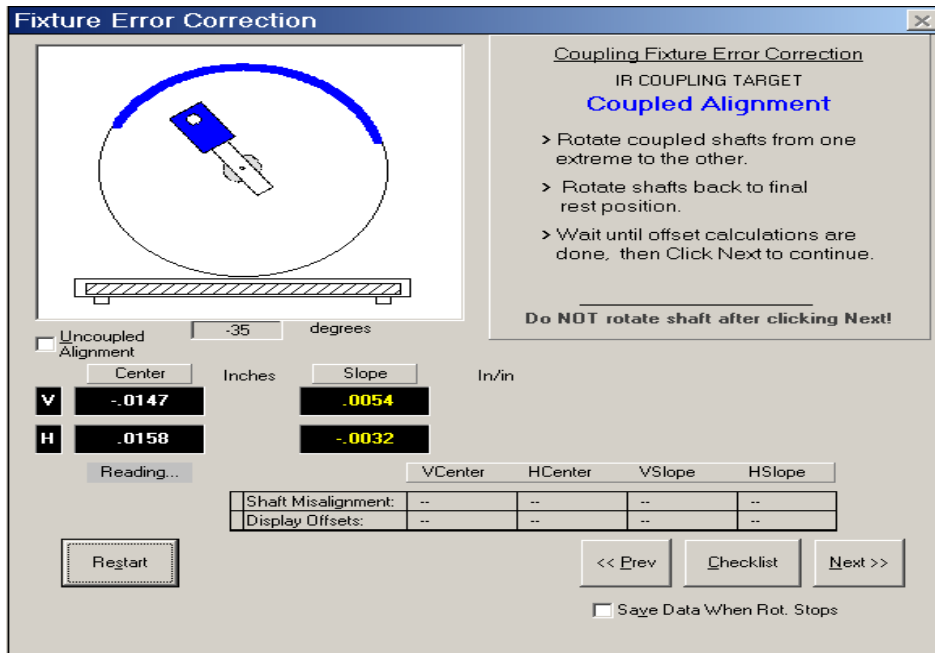 Fixture Error Correction
Coupling Fixture Error Correction
IR COUPLING TARGET
Coupled Alignment
> Rotate coupled shafts from one
extreme to the other.
> Rotate shafts back to final
rest position.
> Wait until offset calculations are
done, then Click Next to continue.
Do NOT rotate shaft after clicking Next!
Uncoupled
Alignment
-35 degrees
Center Inches Slope In/in
V -.0147 .0054
H .0158 -.0032
Reading...
VCenter HCenter VSlope HSlope
Shaft Misalignment: -- -- -- --
Display Offsets: -- -- -- --
Restart << Prev Checklist Next >>
Save Data When Rot. Stops